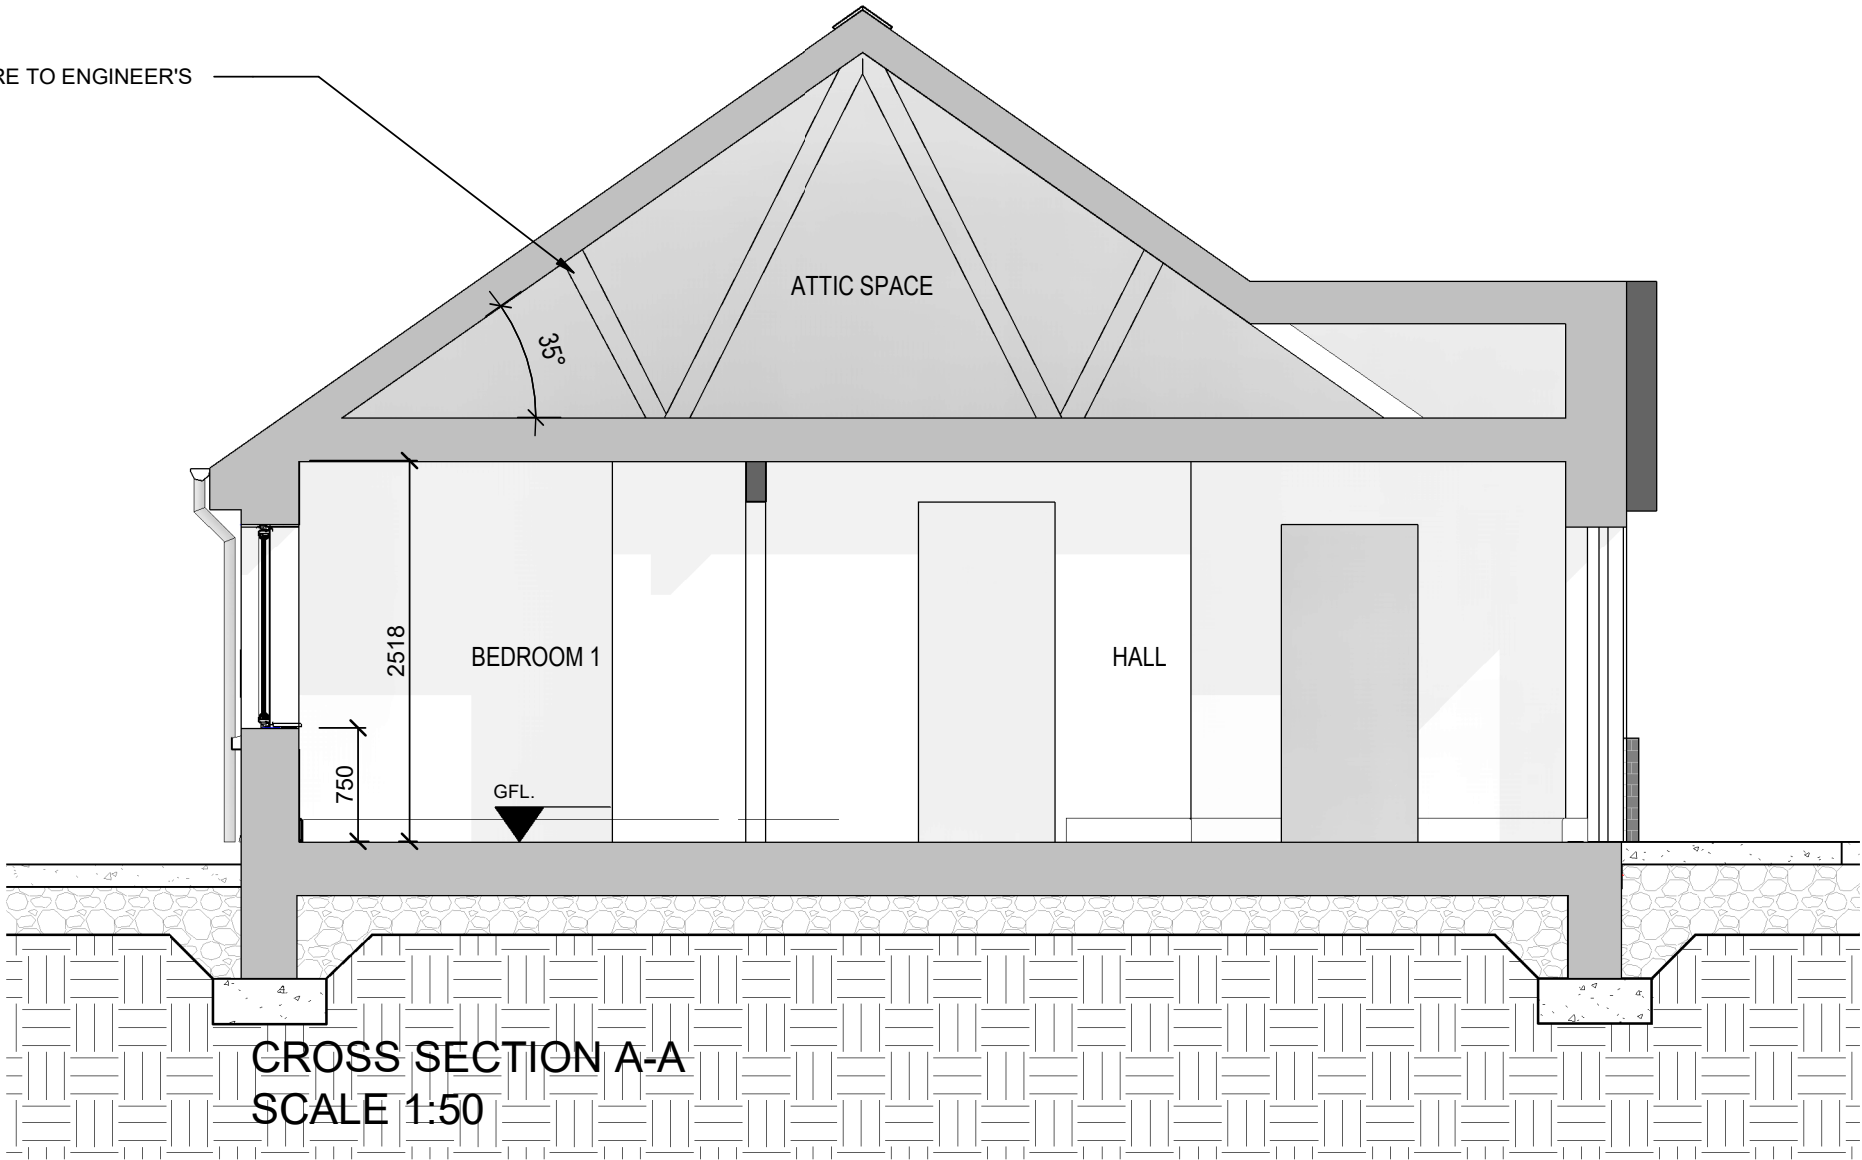 RE TO ENGINEER'S
ATTIC SPACE
35°
2518
BEDROOM 1
HALL
750
GFL.
CROSS SECTION A-A
SCALE 1:50